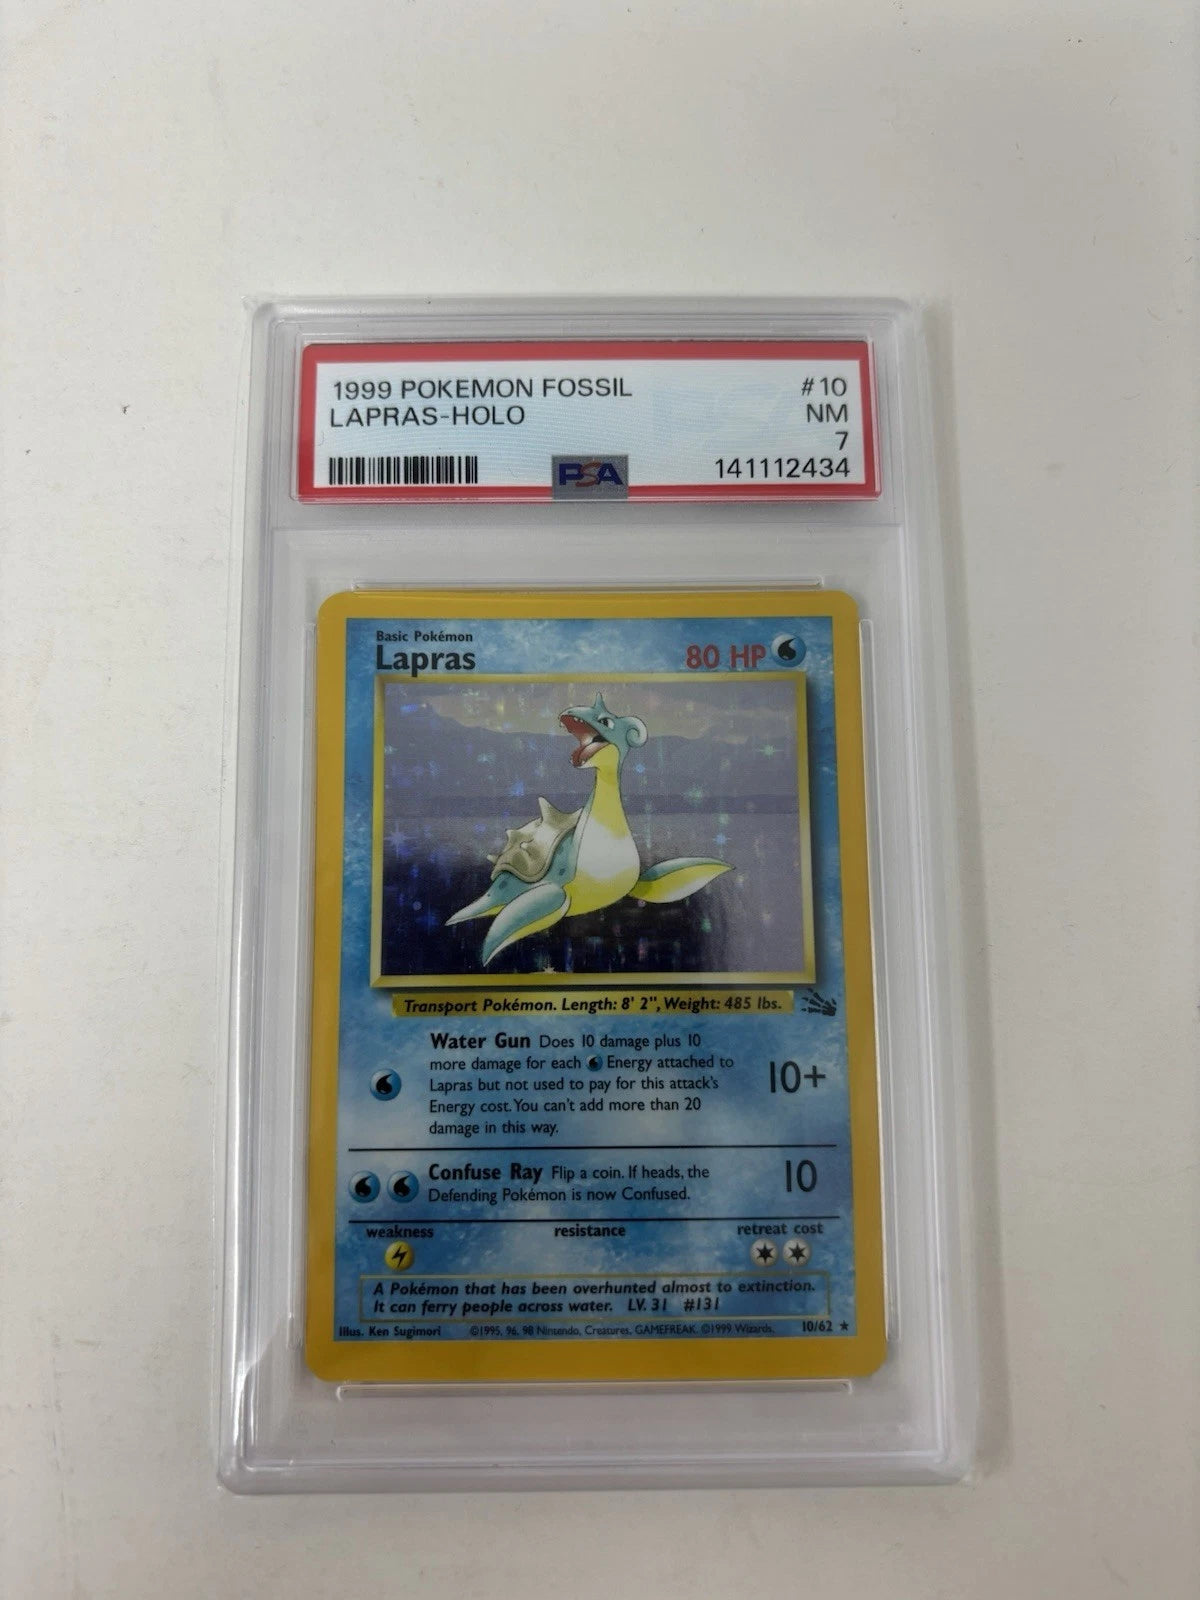 1999 POKEMON FOSSIL #10
LAPRAS-HOLO NM
7
PSA 141112434
Basic Pokémon
Lapras 80 HP
Transport Pokémon. Length: 8' 2", Weight: 485 lbs.
Water Gun Does 10 damage plus 10
more damage for each Energy attached to
Lapras but not used to pay for this attack's
Energy cost. You can't add more than 20
damage in this way.
10+
Confuse Ray Flip a coin. If heads, the
Defending Pokémon is now Confused.
10
weakness resistance retreat cost
A Pokémon that has been overhunted almost to extinction.
It can ferry people across water. LV. 31 #131
Illus. Ken Sugimori ©1995, 96, 98 Nintendo, Creatures, GAMEFREAK. ©1999 Wizards. 10/62 ★